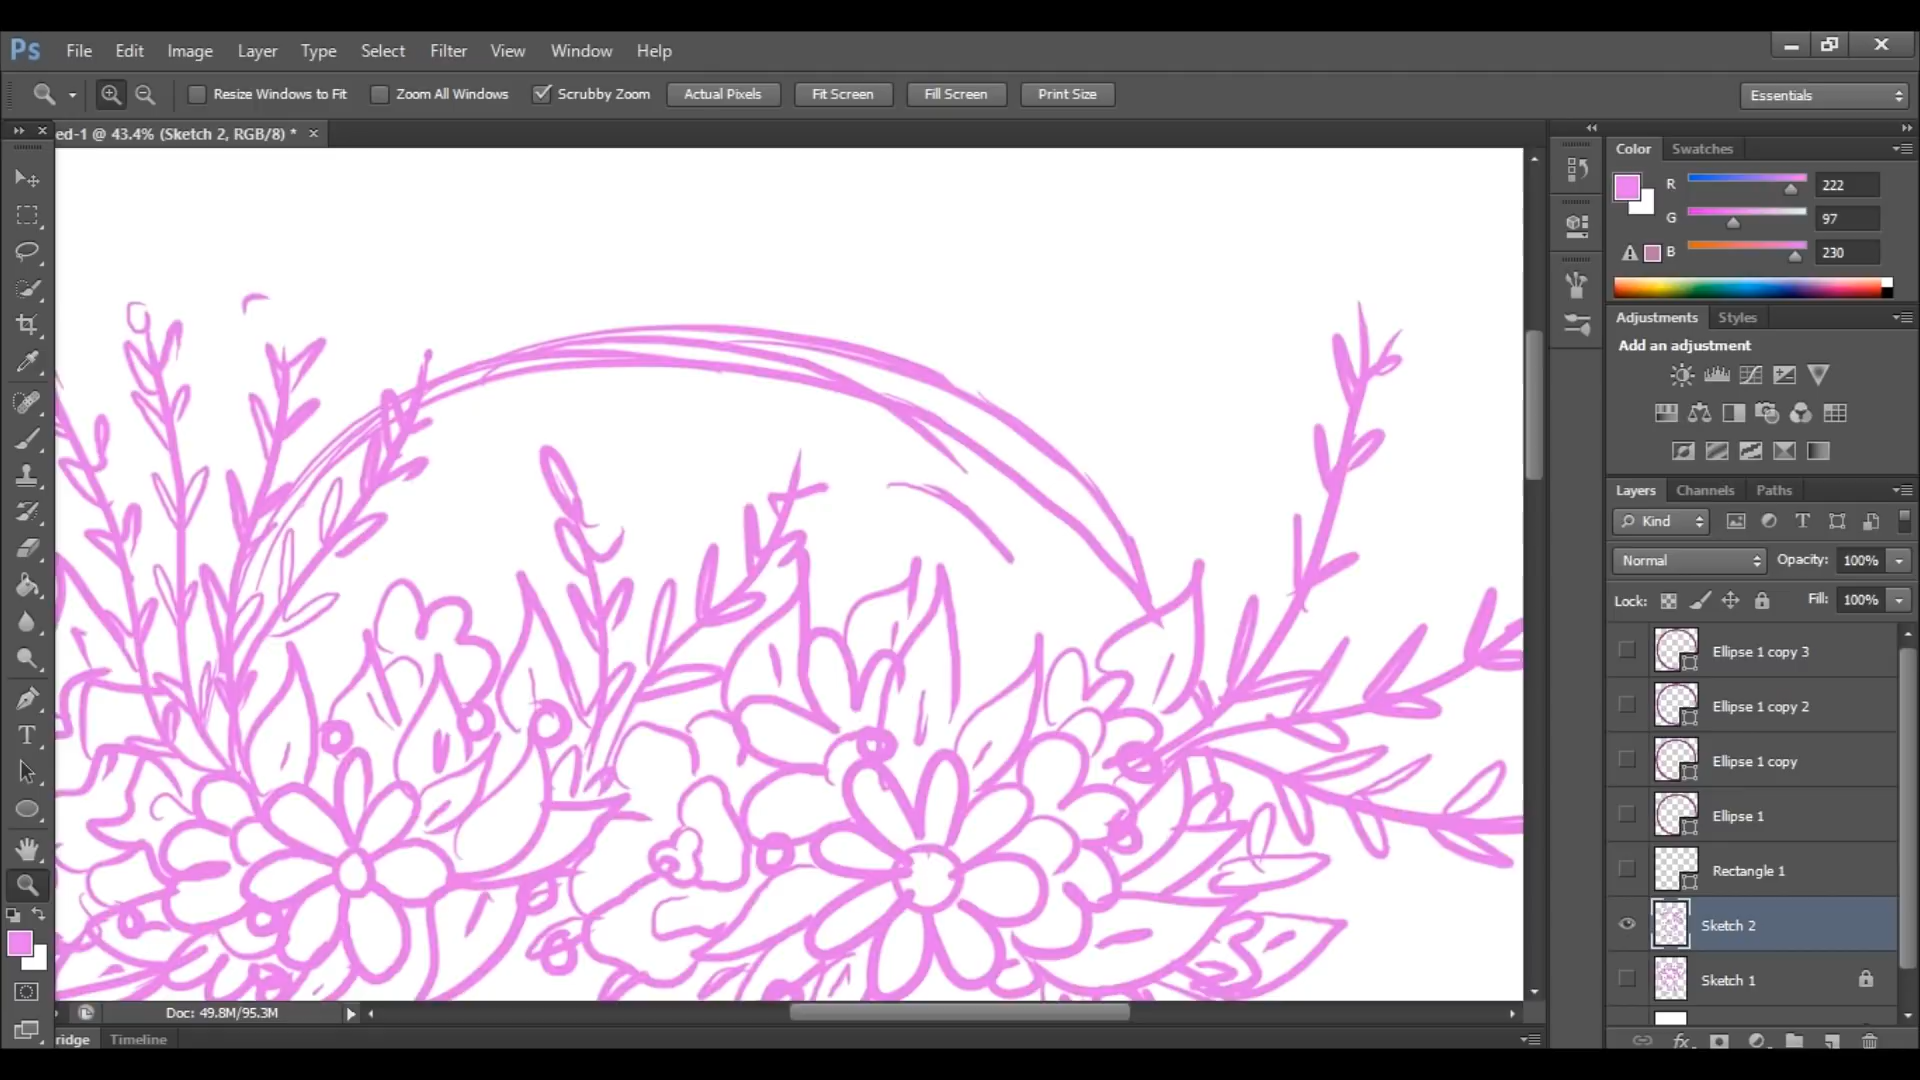 Ps File Edit Image Layer Type Select Filter View Window Help
Resize Windows to Fit Zoom All Windows Scrubby Zoom Actual Pixels Fit Screen Fill Screen Print Size Essentials
ed-1 @ 43.4% (Sketch 2, RGB/8) * ×
Color Swatches
R 222
G 97
B 230
Adjustments Styles
Add an adjustment
Layers Channels Paths
Kind
Normal Opacity: 100%
Lock: Fill: 100%
Ellipse 1 copy 3
Ellipse 1 copy 2
Ellipse 1 copy
Ellipse 1
Rectangle 1
Sketch 2
Sketch 1
Doc: 49.8M/95.3M
ridge Timeline